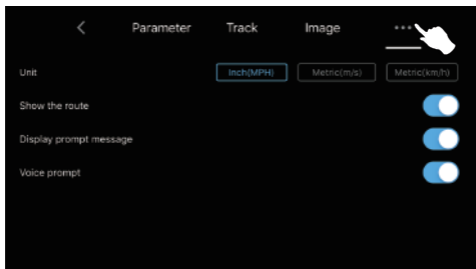 Parameter Track Image
Unit Inch(MPH) Metric(m/s) Metric(km/h)
Show the route
Display prompt message
Voice prompt